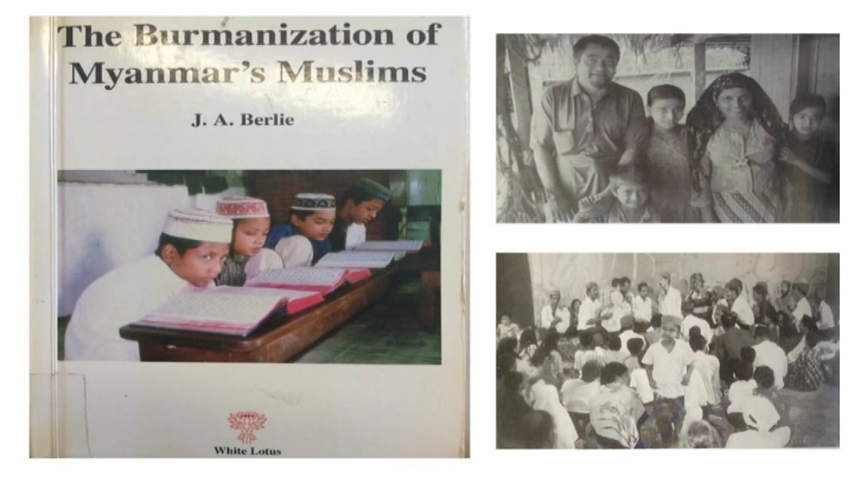 The Burmanization of
Myanmar's Muslims
J. A. Berlie
White Lotus